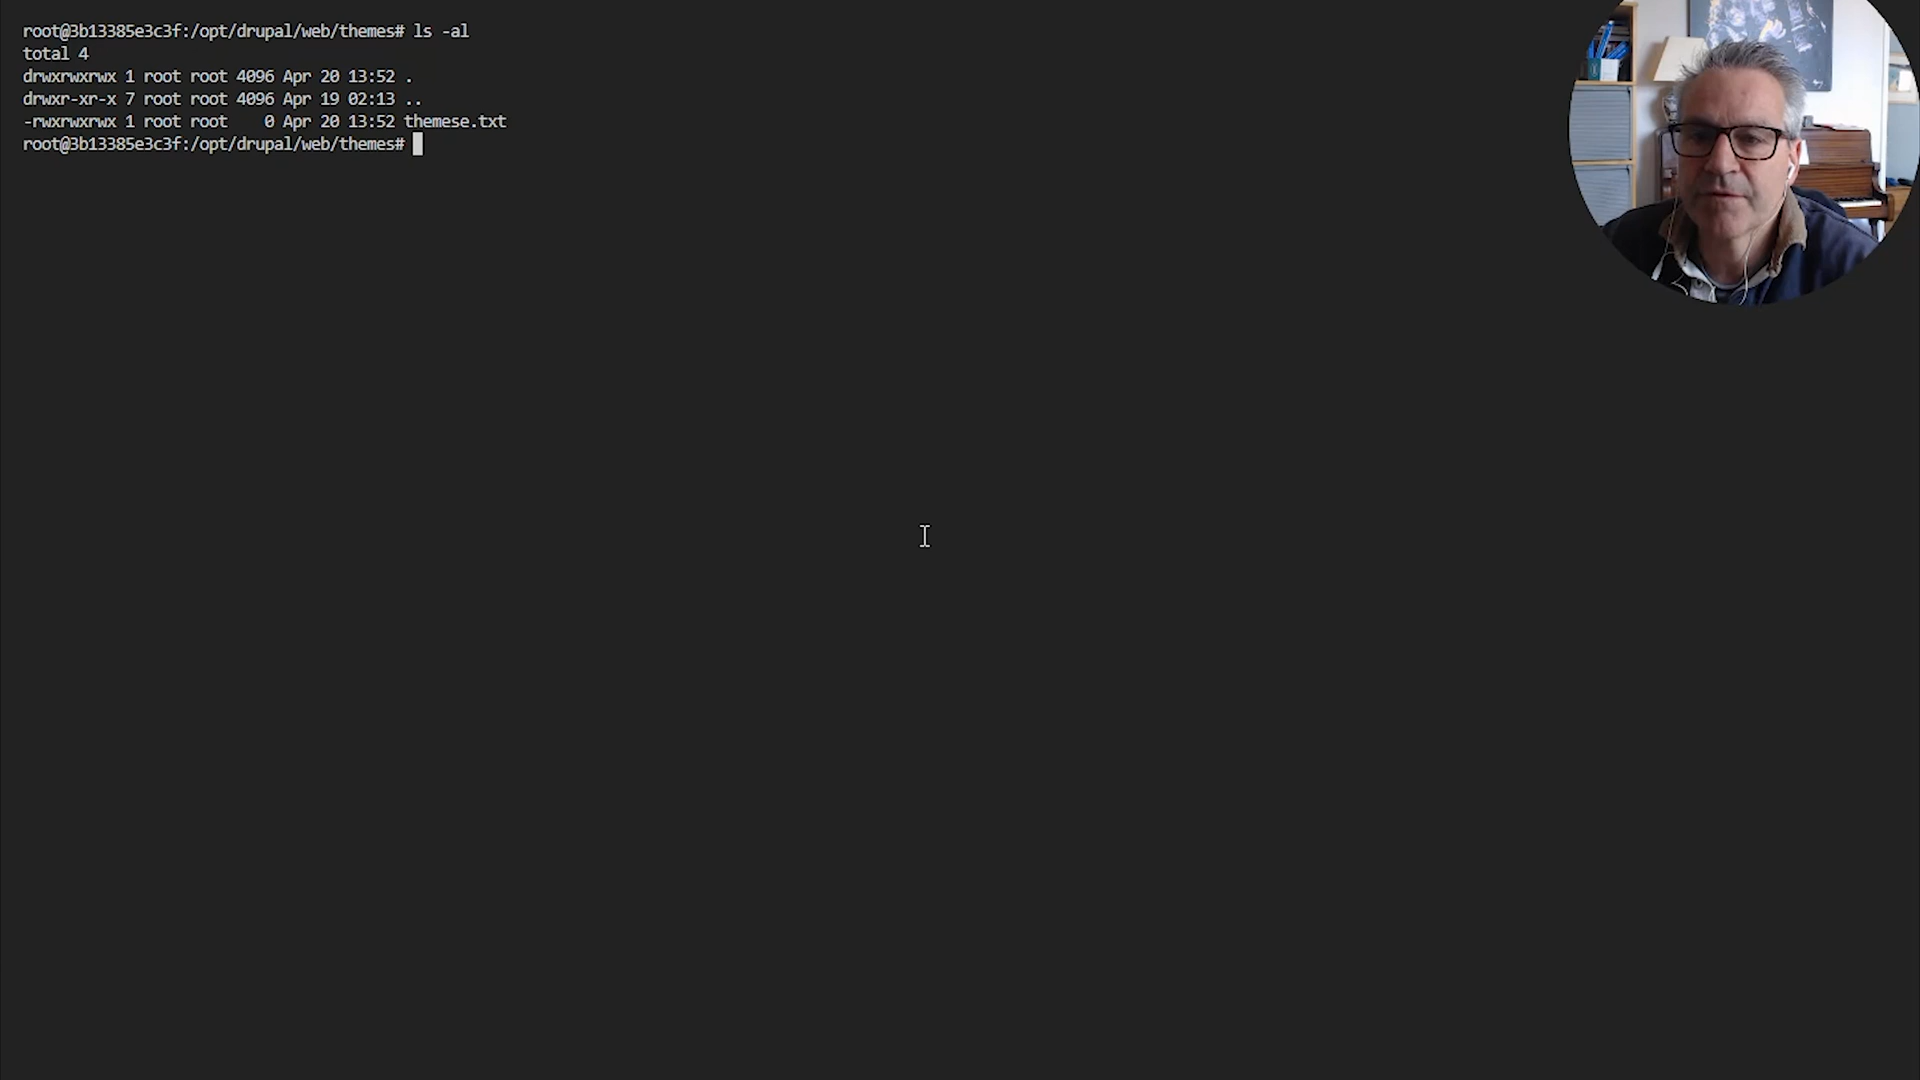 root@3b13385e3c3f:/opt/drupal/web/themes# ls -al
total 4
drwxrwxrwx 1 root root 4096 Apr 20 13:52 .
drwxr-xr-x 7 root root 4096 Apr 19 02:13 ..
-rwxrwxrwx 1 root root    0 Apr 20 13:52 themese.txt
root@3b13385e3c3f:/opt/drupal/web/themes#